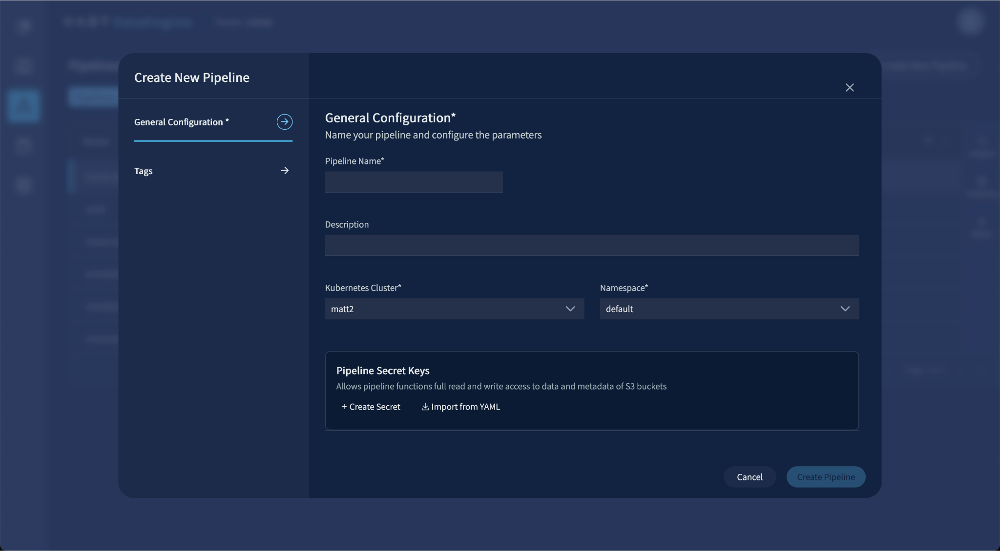 Create New Pipeline
General Configuration *
Tags
General Configuration*
Name your pipeline and configure the parameters
Pipeline Name*
Description
Kubernetes Cluster*
Namespace*
matt2
default
Pipeline Secret Keys
Allows pipeline functions full read and write access to data and metadata of S3 buckets
+ Create Secret
Import from YAML
Cancel
Create Pipeline